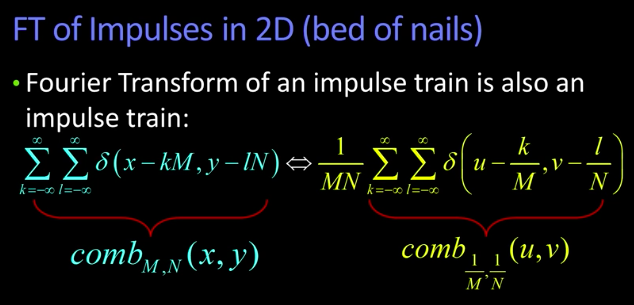 FT of Impulses in 2D (bed of nails)
• Fourier Transform of an impulse train is also an
impulse train:
$\sum_{k=-\infty}^{\infty} \sum_{l=-\infty}^{\infty} \delta(x-kM, y-lN) \Leftrightarrow \frac{1}{MN} \sum_{k=-\infty}^{\infty} \sum_{l=-\infty}^{\infty} \delta\left(u-\frac{k}{M}, v-\frac{l}{N}\right)$
$comb_{M,N}(x,y)$ $comb_{\frac{1}{M},\frac{1}{N}}(u,v)$